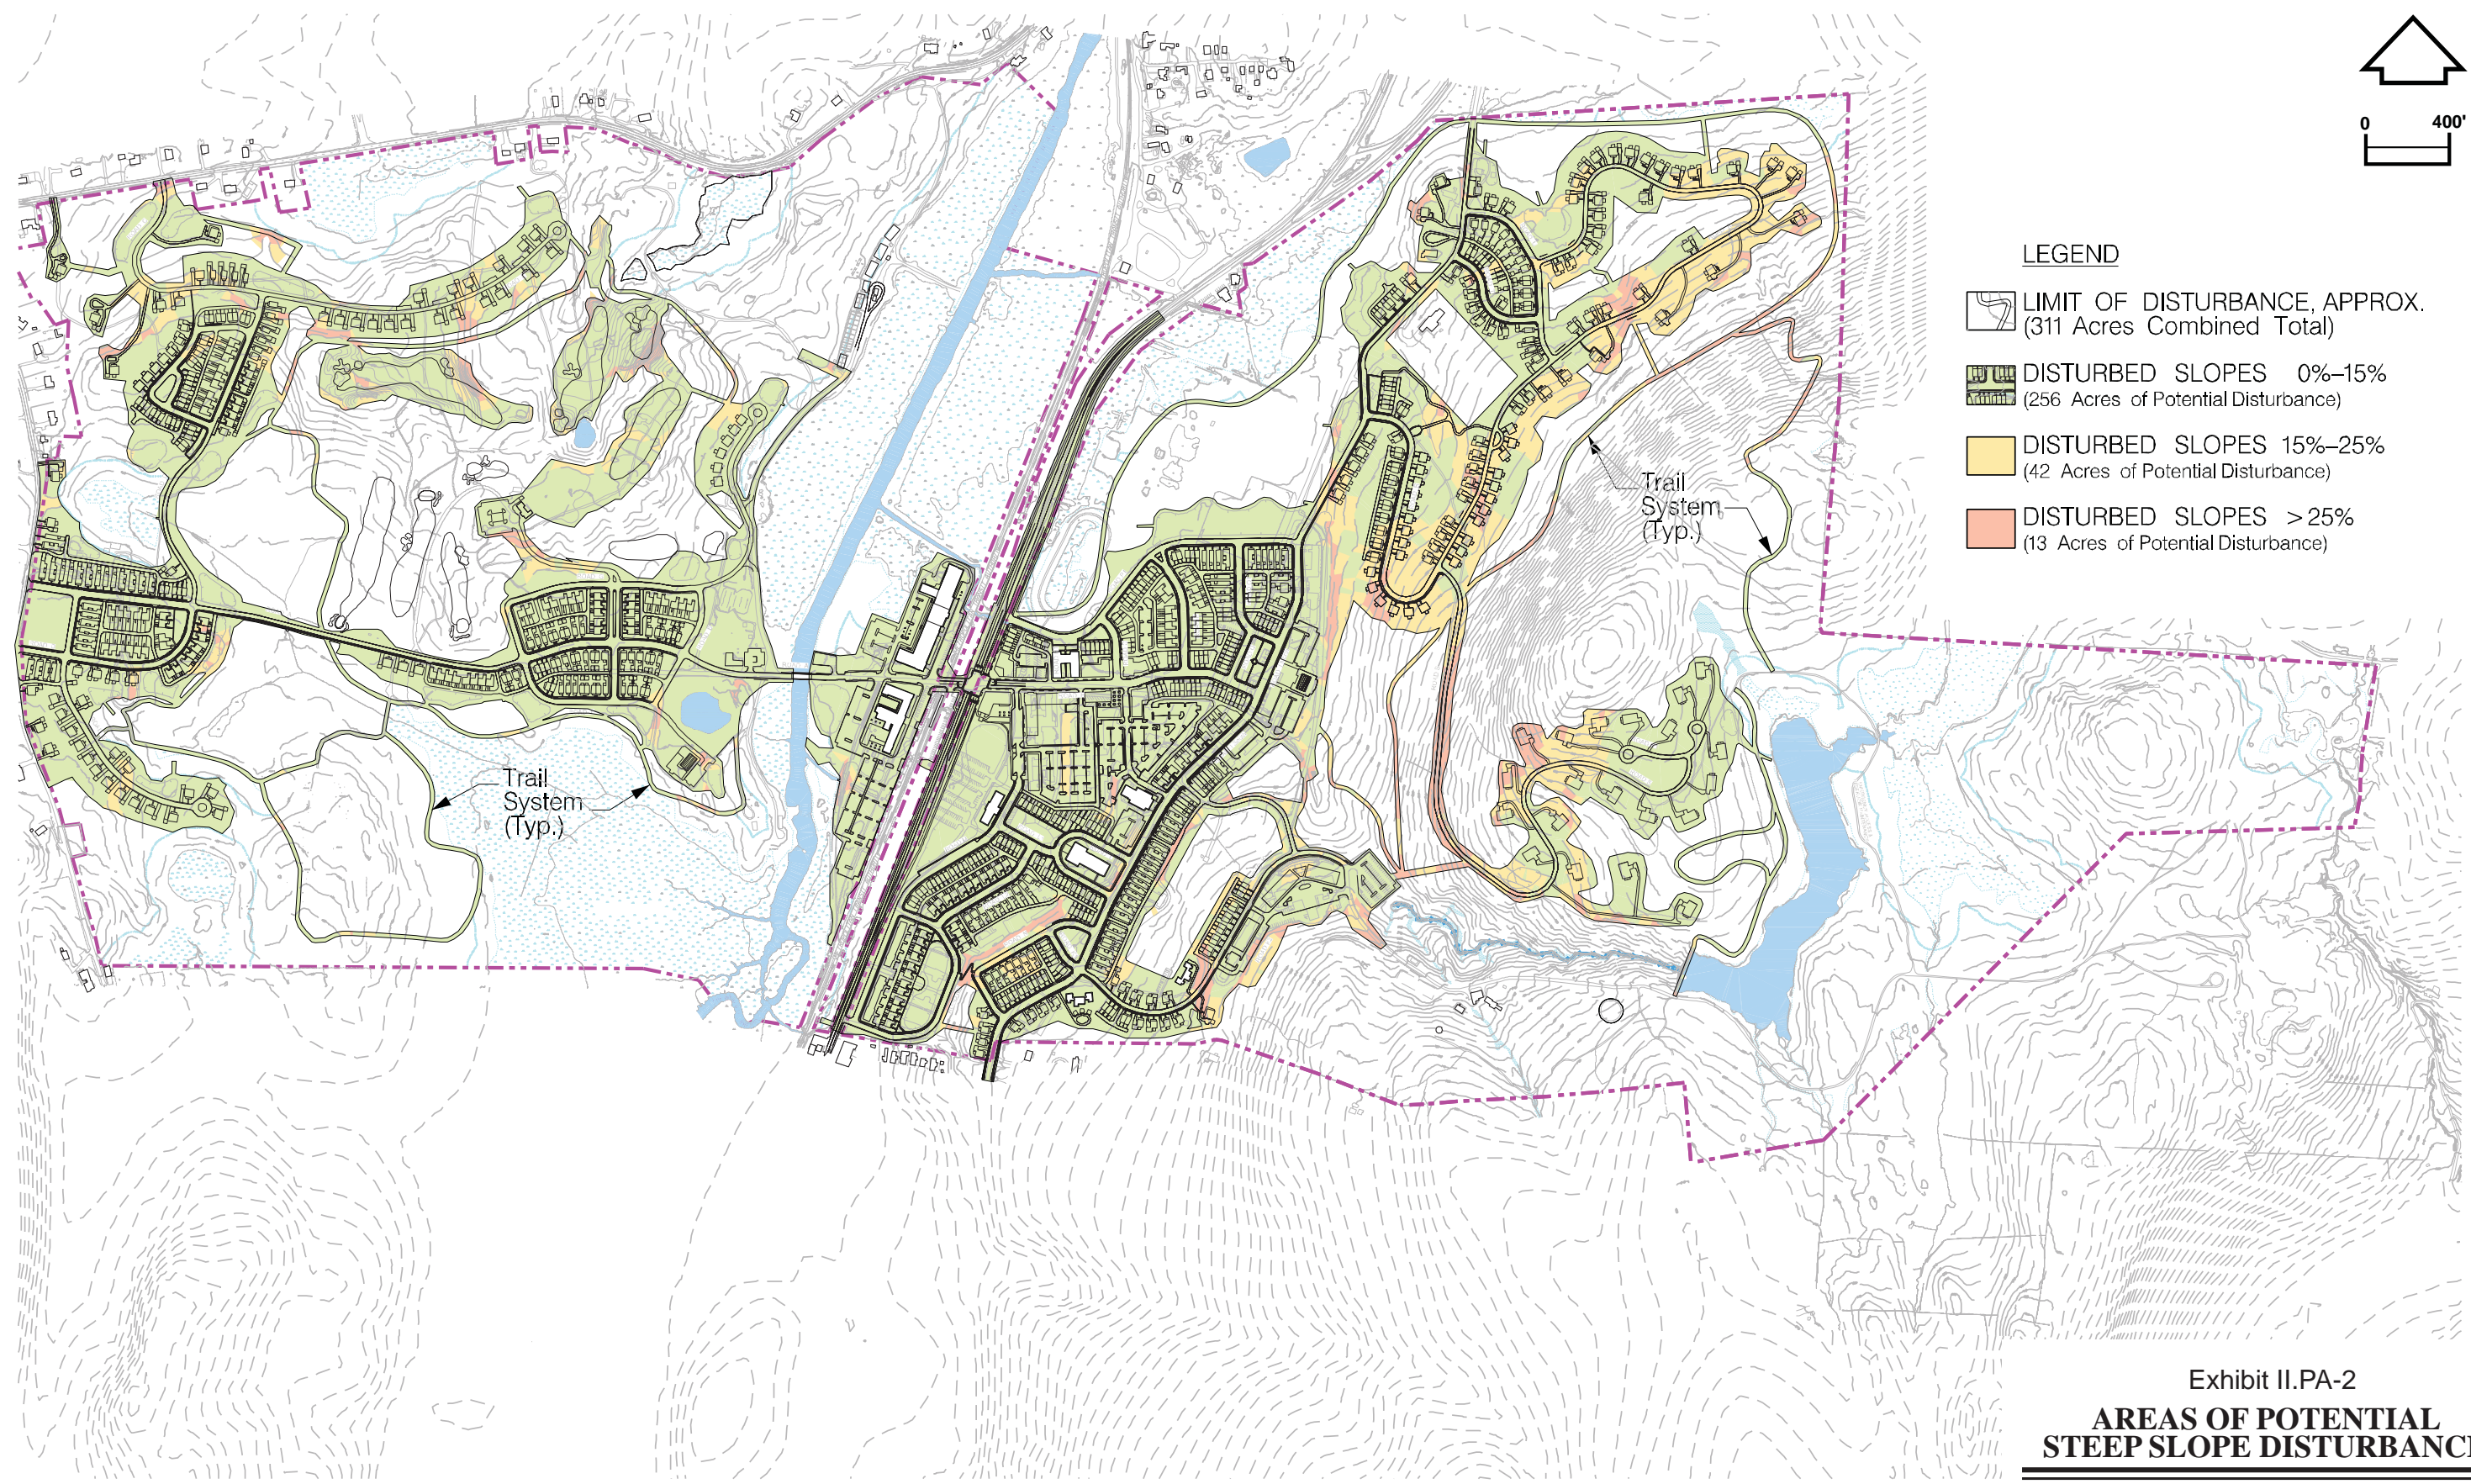 0 400'
LEGEND
LIMIT OF DISTURBANCE, APPROX.
(311 Acres Combined Total)
DISTURBED SLOPES 0%–15%
(256 Acres of Potential Disturbance)
DISTURBED SLOPES 15%–25%
(42 Acres of Potential Disturbance)
DISTURBED SLOPES >25%
(13 Acres of Potential Disturbance)
Trail
System
(Typ.)
Trail
System
(Typ.)
Exhibit II.PA-2
AREAS OF POTENTIAL
STEEP SLOPE DISTURBANC